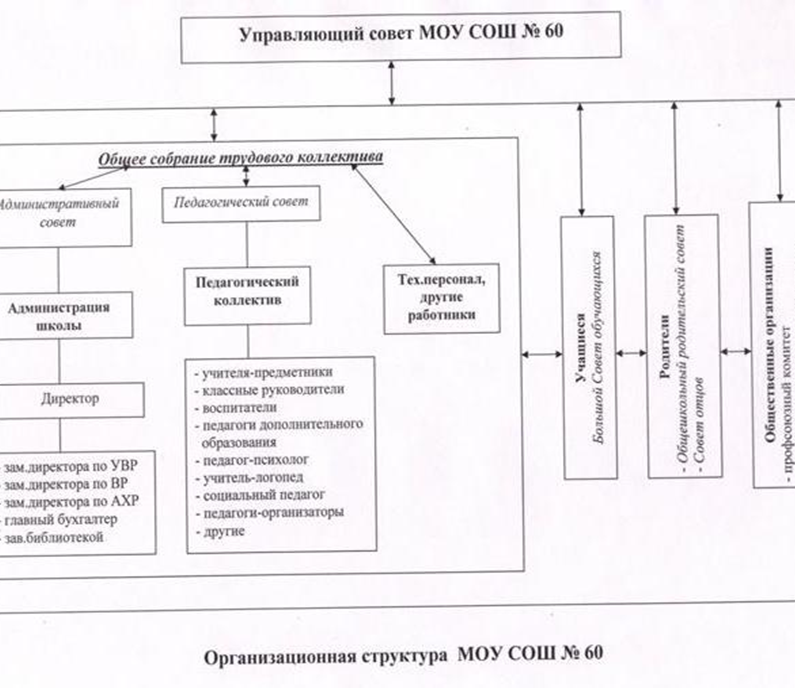 Управляющий совет МОУ СОШ № 60
Общее собрание трудового коллектива
Административный
совет
Педагогический совет
Администрация
школы
Педагогический
коллектив
Тех.персонал,
другие
работники
Директор
- зам.директора по УВР
- зам.директора по ВР
- зам.директора по АХР
- главный бухгалтер
- зав.библиотекой
- учителя-предметники
- классные руководители
- воспитатели
- педагоги дополнительного
образования
- педагог-психолог
- учитель-логопед
- социальный педагог
- педагоги-организаторы
- другие
Учащиеся
Большой Совет обучающихся
Родители
- Общешкольный родительский совет
- Совет отцов
Общественные организации
- профсоюзный комитет
Организационная структура МОУ СОШ № 60